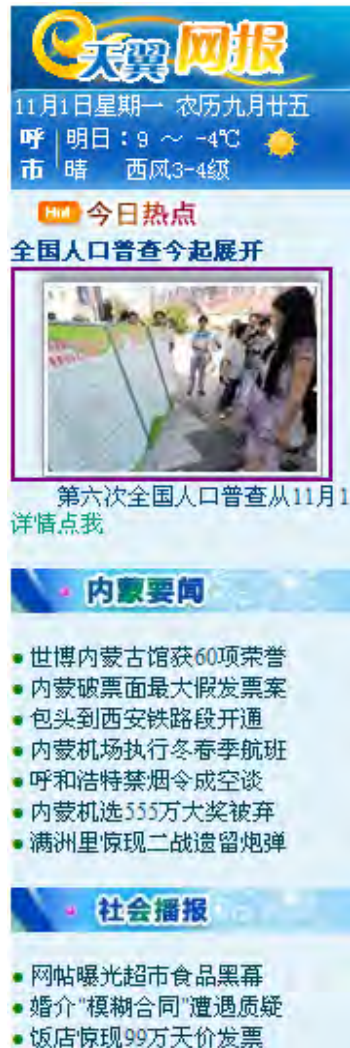 天翼 网报
11月1日星期一 农历九月廿五
呼 明日：9 ～ -4℃
市 晴 西风3-4级
Hot 今日热点
全国人口普查今起展开
第六次全国人口普查从11月1
详情点我
内蒙要闻
世博内蒙古馆获60项荣誉
内蒙破票面最大假发票案
包头到西安铁路段开通
内蒙机场执行冬春季航班
呼和浩特禁烟令成空谈
内蒙机选555万大奖被弃
满洲里惊现二战遗留炮弹
社会播报
网帖曝光超市食品黑幕
婚介"模糊合同"遭遇质疑
饭店惊现99万天价发票